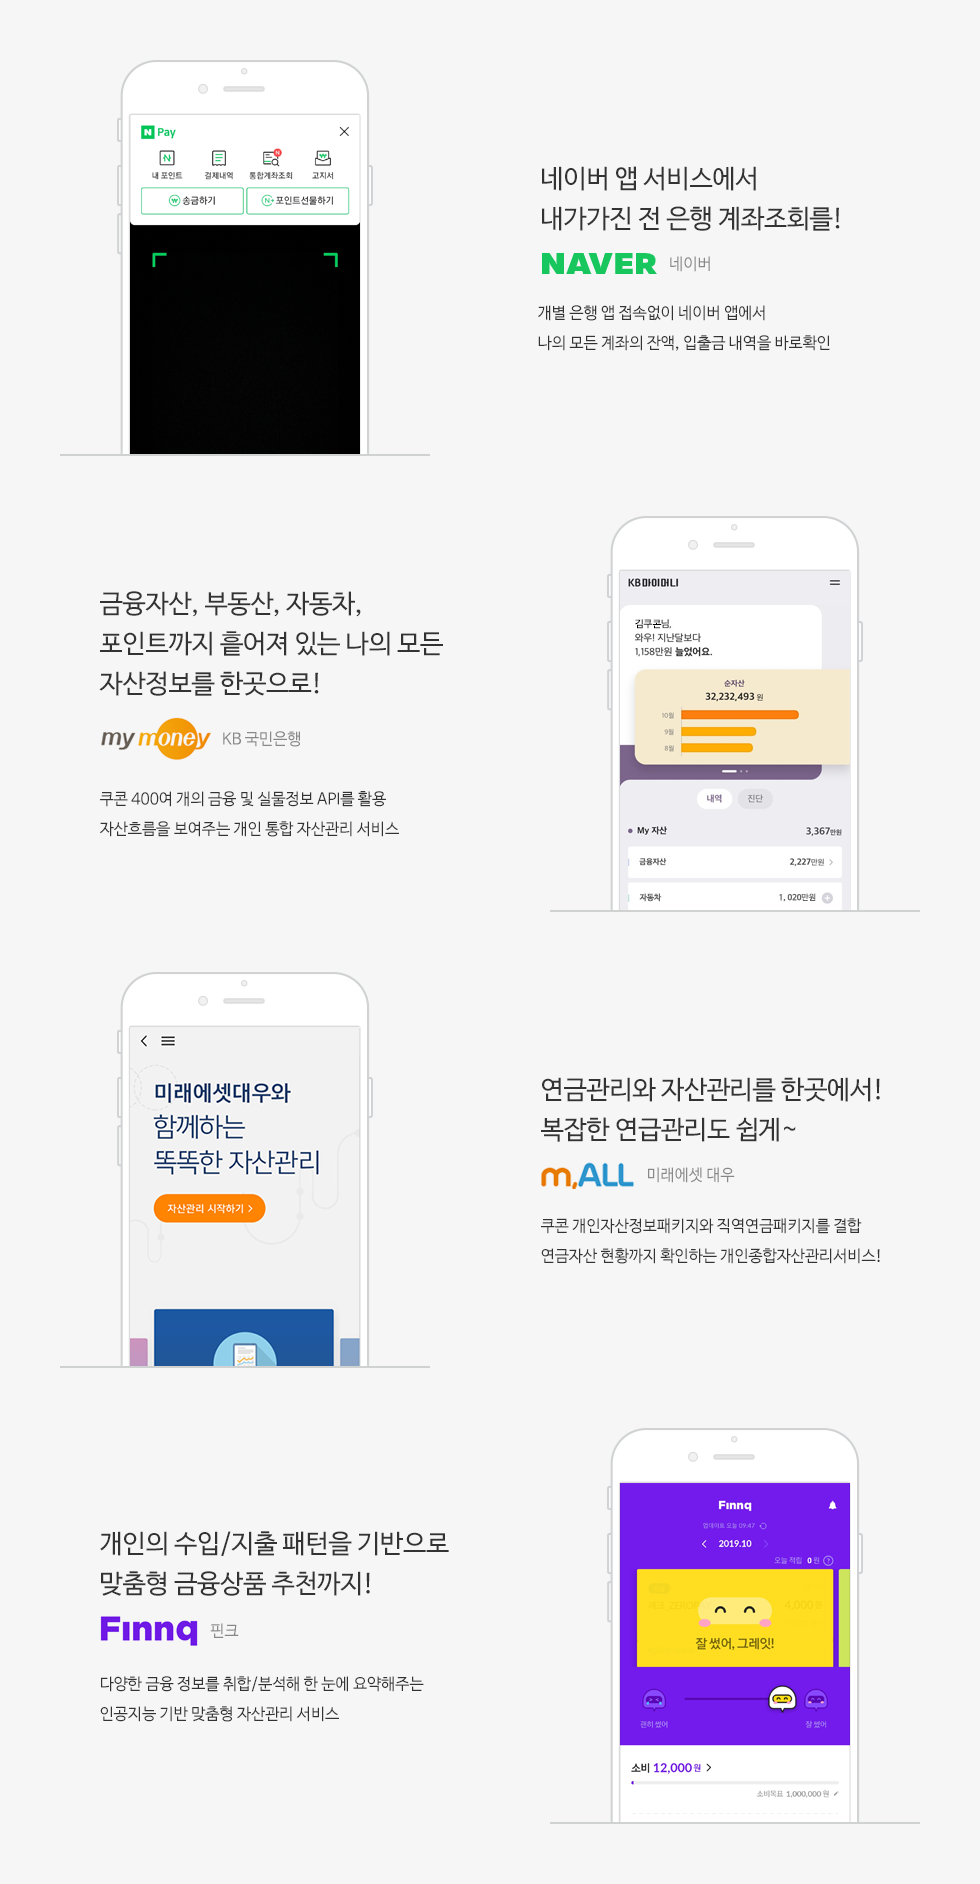 N Pay
내 포인트 결제내역 통합계좌조회 고지서
N
송금하기 포인트선물하기
네이버 앱 서비스에서
내가가진 전 은행 계좌조회를!
NAVER 네이버
개별 은행 앱 접속없이 네이버 앱에서
나의 모든 계좌의 잔액, 입출금 내역을 바로확인
금융자산, 부동산, 자동차,
포인트까지 흩어져 있는 나의 모든
자산정보를 한곳으로!
my money KB 국민은행
쿠콘 400여 개의 금융 및 실물정보 API를 활용
자산흐름을 보여주는 개인 통합 자산관리 서비스
KB마이머니
김쿠콘님,
와우! 지난달보다
1,158만원 늘었어요.
순자산
32,232,493 원
10월
9월
8월
내역 진단
My 자산 3,367만원
금융자산 2,227만원
자동차 1, 020만원
미래에셋대우와
함께하는
똑똑한 자산관리
자산관리 시작하기
연금관리와 자산관리를 한곳에서!
복잡한 연급관리도 쉽게~
m.ALL 미래에셋 대우
쿠콘 개인자산정보패키지와 직역연금패키지를 결합
연금자산 현황까지 확인하는 개인종합자산관리서비스!
개인의 수입/지출 패턴을 기반으로
맞춤형 금융상품 추천까지!
Finnq 핀크
다양한 금융 정보를 취합/분석해 한 눈에 요약해주는
인공지능 기반 맞춤형 자산관리 서비스
Finnq
업데이트 오늘 09:47
2019.10
오늘 적립 0 원 ?
4,000원
잘 썼어, 그레잇!
괜히 썼어 잘 썼어
소비 12,000 원
소비목표 1,000,000 원